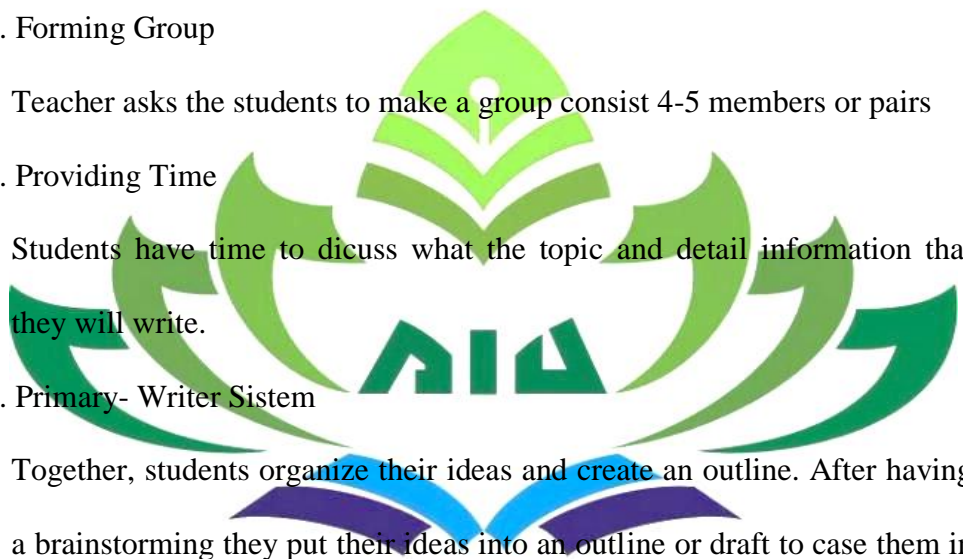 . Forming Group
Teacher asks the students to make a group consist 4-5 members or pairs
. Providing Time
Students have time to dicuss what the topic and detail information tha
they will write.
. Primary- Writer Sistem
Together, students organize their ideas and create an outline. After having
a brainstorming they put their ideas into an outline or draft to case them in